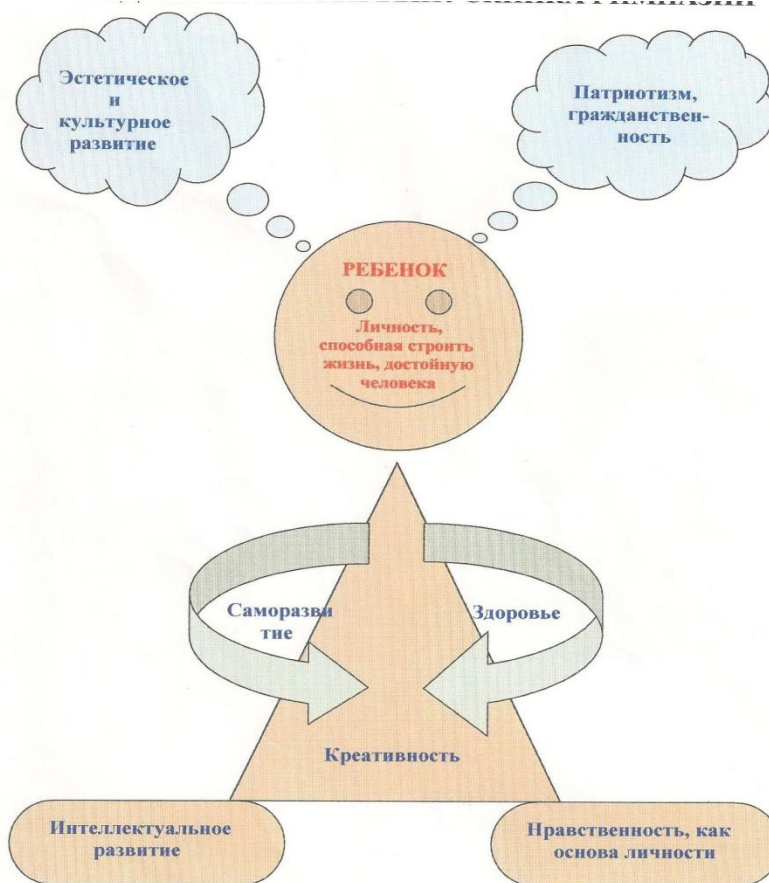 Эстетическое
и
культурное
развитие
Патриотизм,
гражданствен-
ность
РЕБЕНОК
Личность,
способная строить
жизнь, достойную
человека
Саморазви
тие
Здоровье
Креативность
Интеллектуальное
развитие
Нравственность, как
основа личности